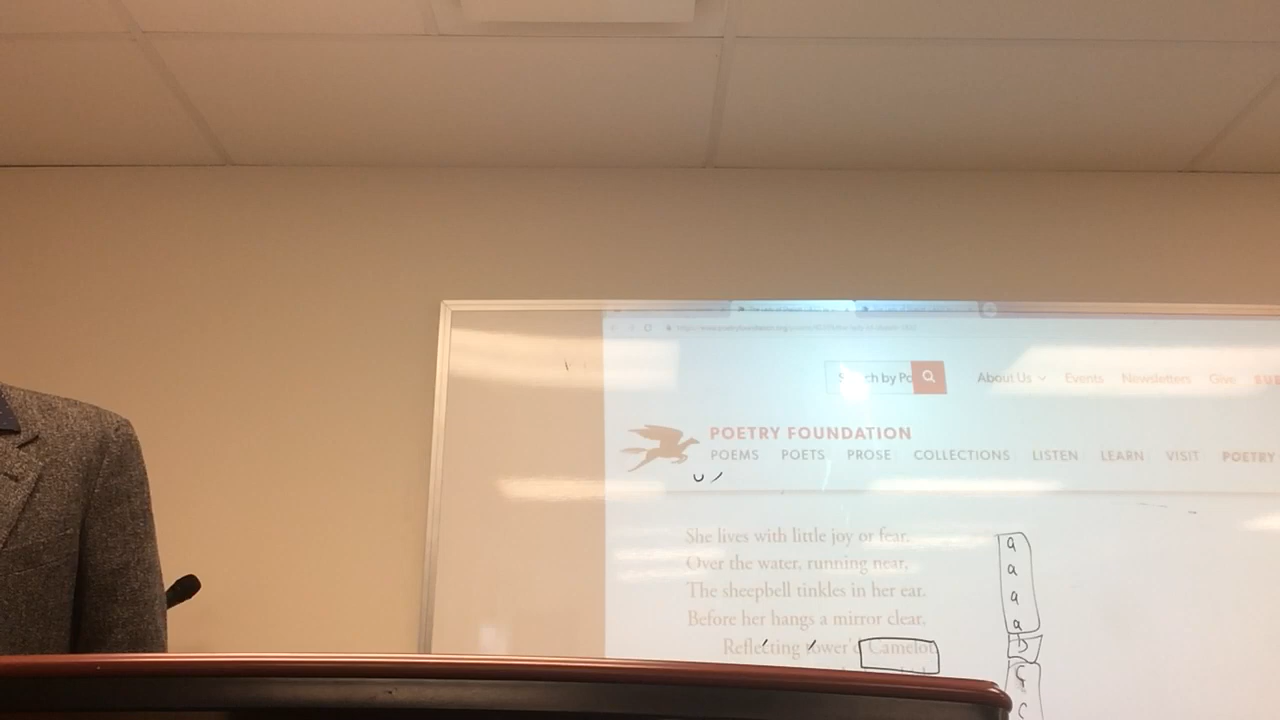 Search by Po
About Us Events Newsletters Give
POETRY FOUNDATION
POEMS POETS PROSE COLLECTIONS LISTEN LEARN VISIT POETRY
She lives with little joy or fear.
Over the water, running near,
The sheepbell tinkles in her ear.
Before her hangs a mirror clear,
Reflecting tower'd Camelot.
a
a
a
a
b
c
c